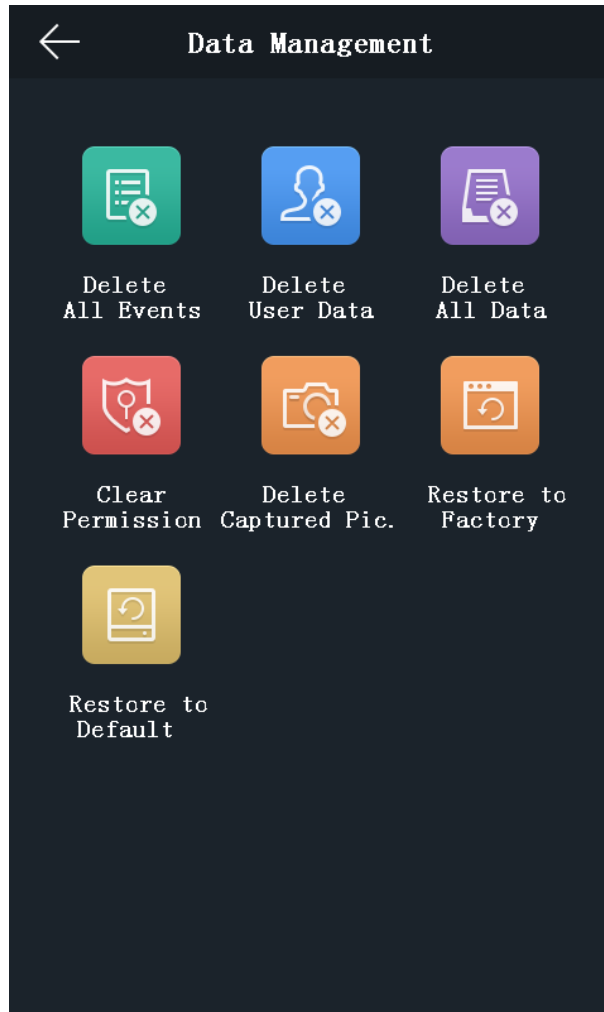 Data Management
Delete
All Events
Delete
User Data
Delete
All Data
Clear
Permission
Delete
Captured Pic.
Restore to
Factory
Restore to
Default